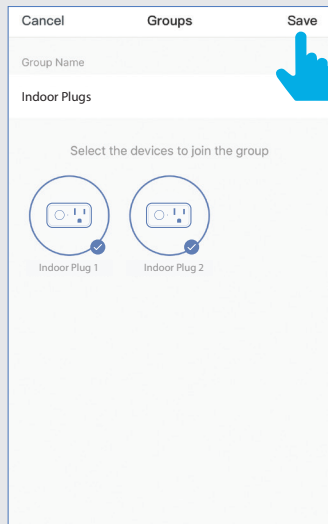 Cancel Groups Save
Group Name
Indoor Plugs
Select the devices to join the group
Indoor Plug 1 Indoor Plug 2